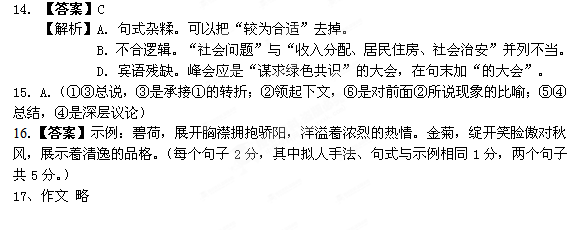 14. 【答案】C
【解析】A. 句式杂糅。可以把“较为合适”去掉。
B. 不合逻辑。“社会问题”与“收入分配、居民住房、社会治安”并列不当。
D. 宾语残缺。峰会应是“谋求绿色共识”的大会，在句末加“的大会”。
15. A.（①③总说，③是承接①的转折；②领起下文，⑥是对前面②所说现象的比喻；⑤④
总结，④是深层议论）
16.【答案】示例：碧荷，展开胸襟拥抱骄阳，洋溢着浓烈的热情。金菊，绽开笑脸傲对秋
风，展示着清逸的品格。（每个句子 2 分，其中拟人手法、句式与示例相同 1 分，两个句子
共 5 分。）
17、作文 略